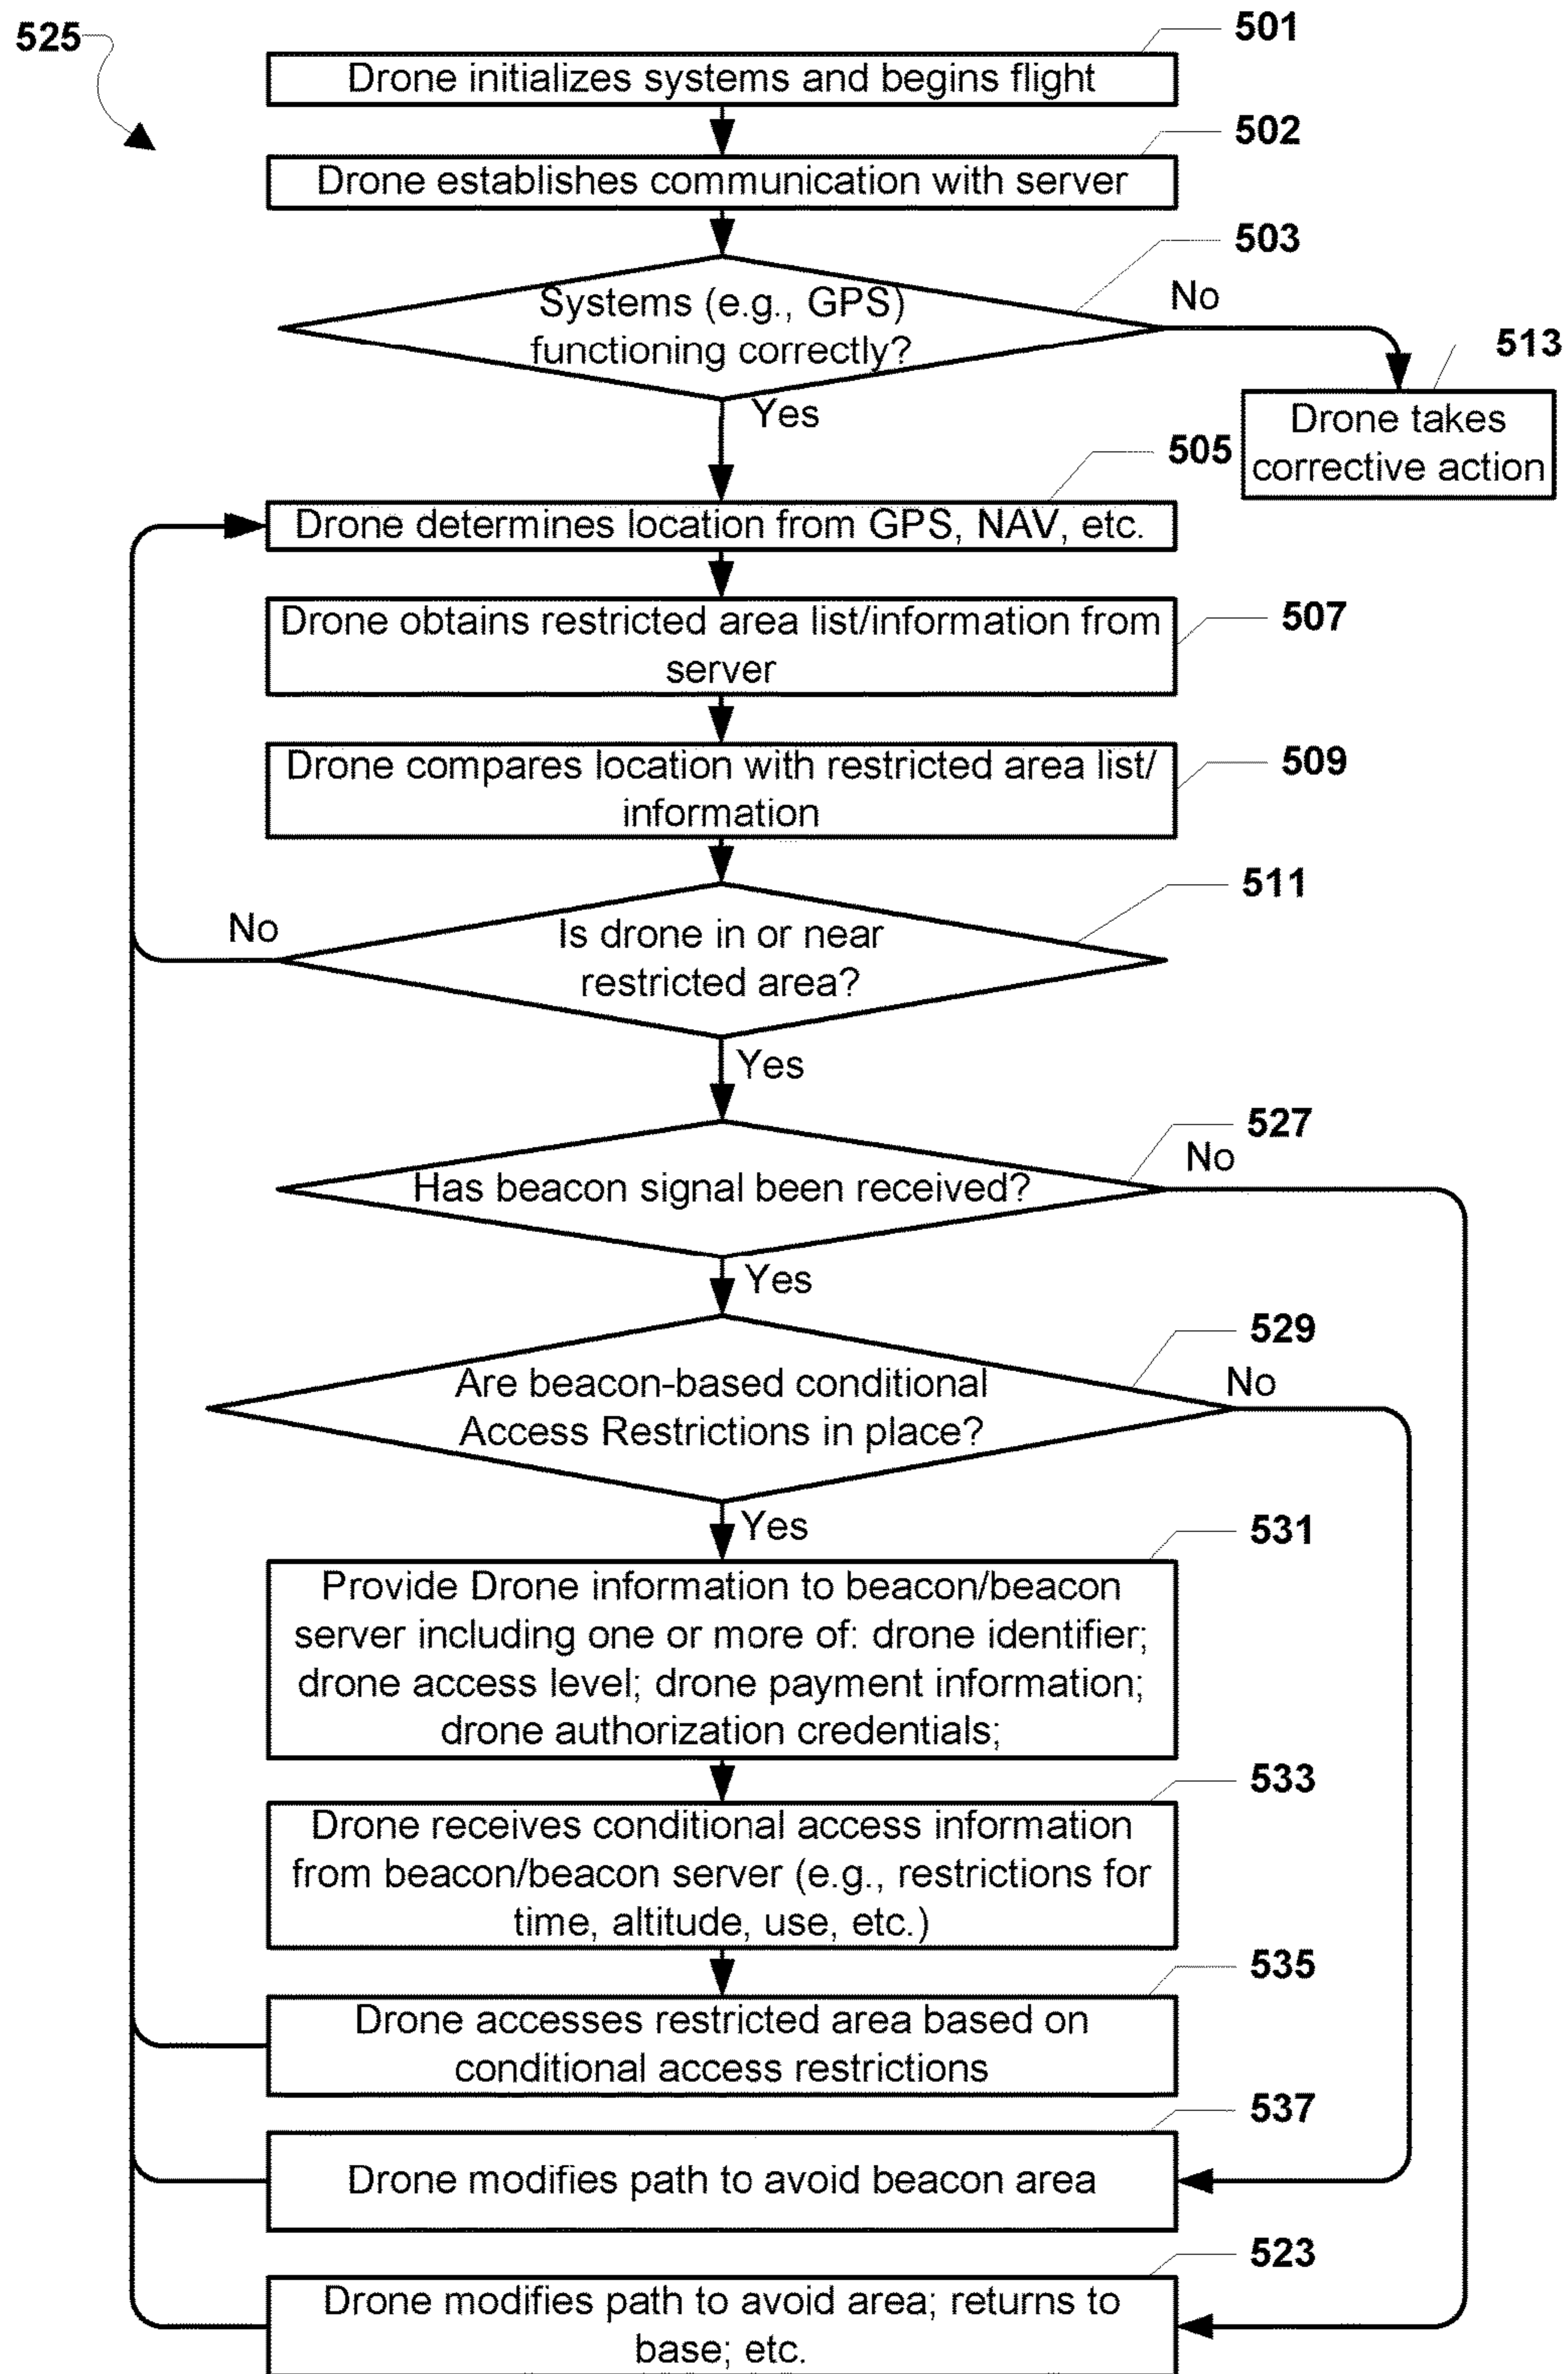 525
501
Drone initializes systems and begins flight
502
Drone establishes communication with server
503
Systems (e.g., GPS)
functioning correctly?
No
Yes
513
Drone takes
corrective action
505
Drone determines location from GPS, NAV, etc.
507
Drone obtains restricted area list/information from
server
509
Drone compares location with restricted area list/
information
511
Is drone in or near
restricted area?
No
Yes
527
Has beacon signal been received?
No
Yes
529
Are beacon-based conditional
Access Restrictions in place?
No
Yes
531
Provide Drone information to beacon/beacon
server including one or more of: drone identifier;
drone access level; drone payment information;
drone authorization credentials;
533
Drone receives conditional access information
from beacon/beacon server (e.g., restrictions for
time, altitude, use, etc.)
535
Drone accesses restricted area based on
conditional access restrictions
537
Drone modifies path to avoid beacon area
523
Drone modifies path to avoid area; returns to
base; etc.